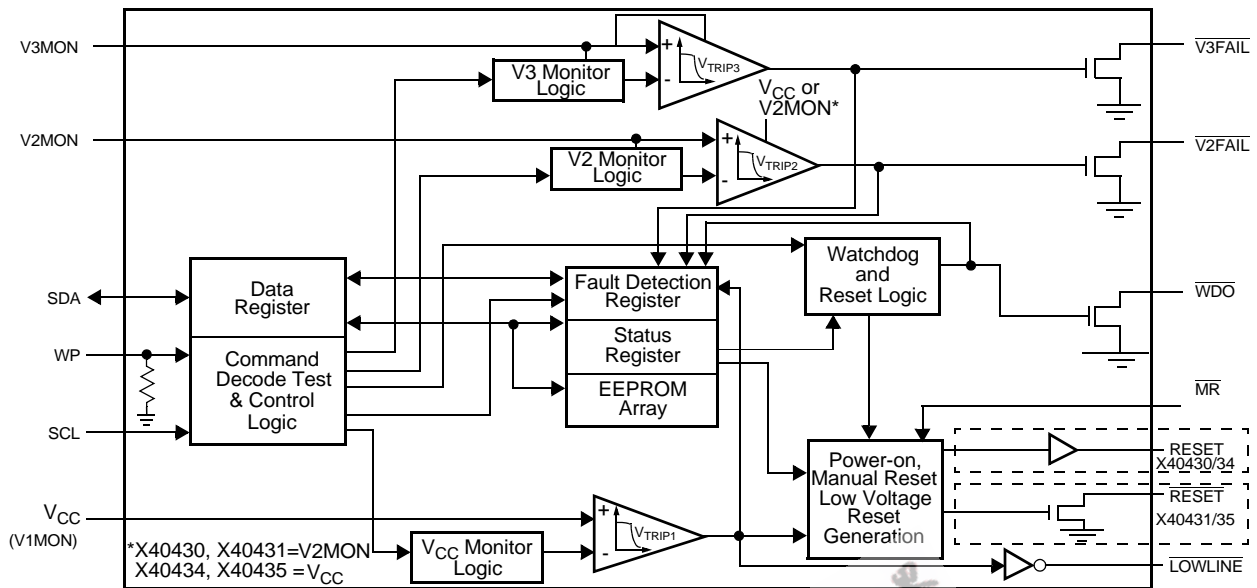 V3MON
V3 Monitor
Logic
+
-
VTRIP3
V3FAIL
VCC or
V2MON*
V2MON
V2 Monitor
Logic
+
-
VTRIP2
V2FAIL
SDA
WP
SCL
Data
Register
Command
Decode Test
& Control
Logic
Fault Detection
Register
Status
Register
EEPROM
Array
Watchdog
and
Reset Logic
WDO
MR
Power-on,
Manual Reset
Low Voltage
Reset
Generation
RESET
X40430/34
RESET
X40431/35
LOWLINE
VCC
(V1MON)
+
-
VTRIP1
VCC Monitor
Logic
*X40430, X40431=V2MON
X40434, X40435 =VCC